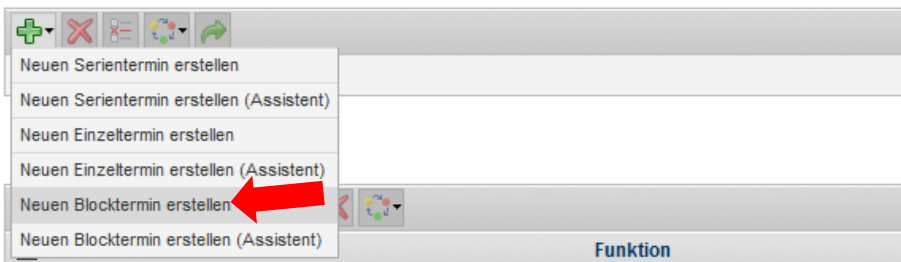 Neuen Serientermin erstellen
Neuen Serientermin erstellen (Assistent)
Neuen Einzeltermin erstellen
Neuen Einzeltermin erstellen (Assistent)
Neuen Blocktermin erstellen
Neuen Blocktermin erstellen (Assistent)
Funktion